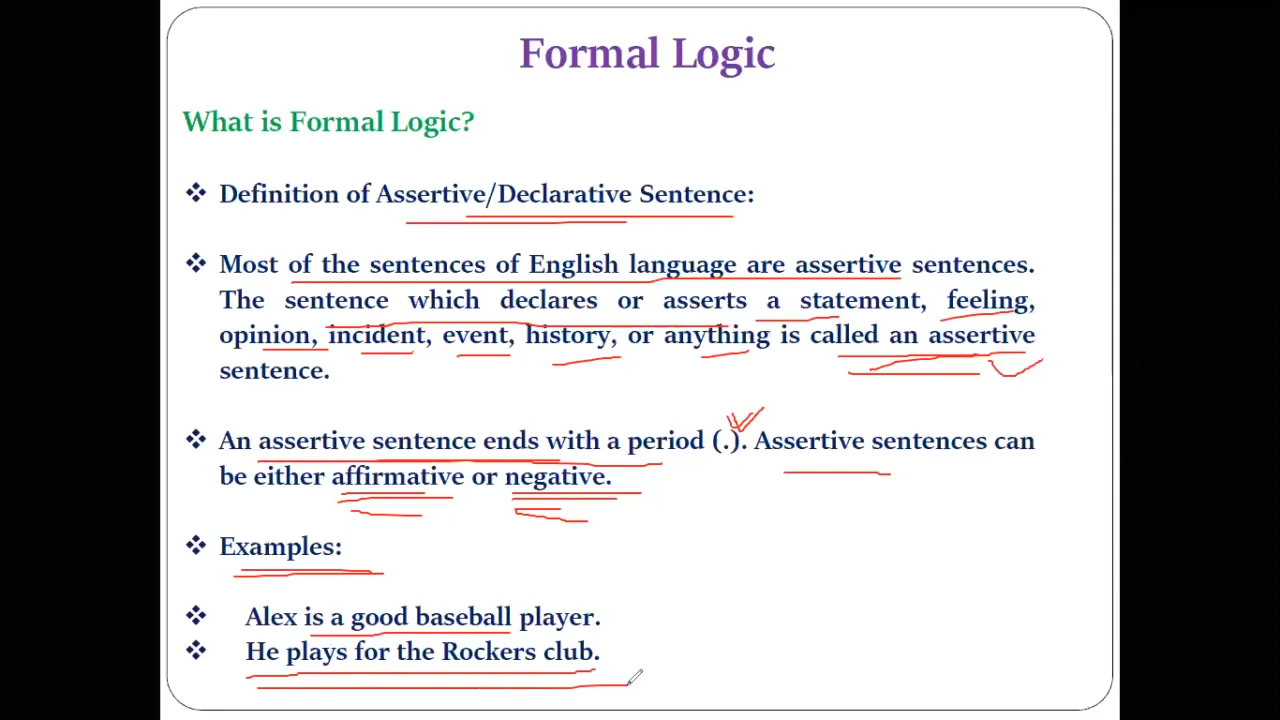 Formal Logic
What is Formal Logic?
❖ Definition of Assertive/Declarative Sentence:
❖ Most of the sentences of English language are assertive sentences.
The sentence which declares or asserts a statement, feeling,
opinion, incident, event, history, or anything is called an assertive
sentence.
❖ An assertive sentence ends with a period (.). Assertive sentences can
be either affirmative or negative.
❖ Examples:
❖ Alex is a good baseball player.
❖ He plays for the Rockers club.